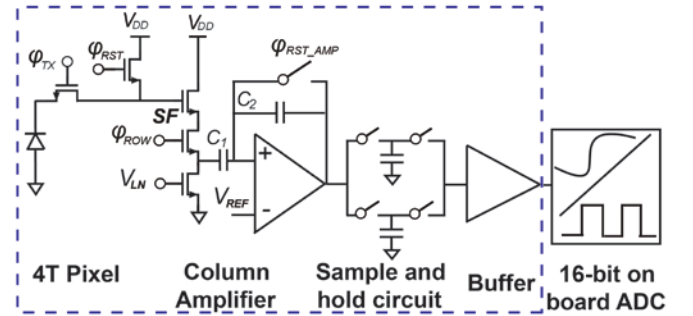 V_DD V_DD
φ_TX φ_RST φ_RST_AMP
SF C_2
φ_ROW C_1
+
V_LN V_REF
-
4T Pixel Column Amplifier Sample and hold circuit Buffer 16-bit on board ADC